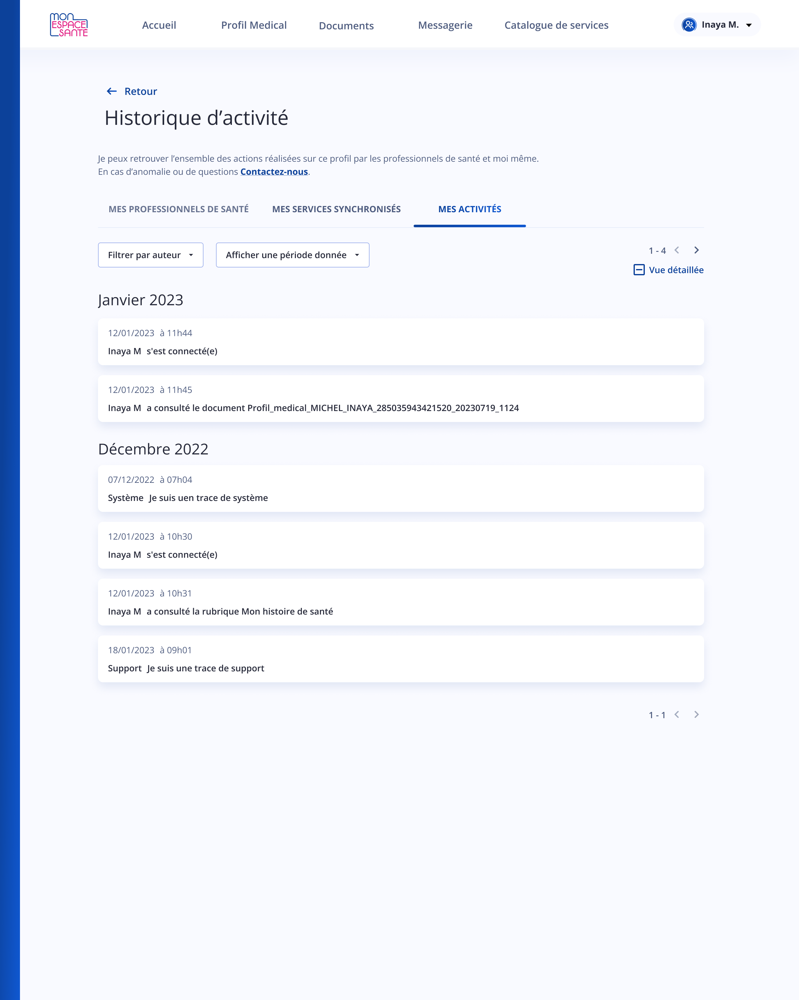 mon
ESPACE
SANTÉ
Accueil
Profil Medical
Documents
Messagerie
Catalogue de services
Inaya M.
Retour
Historique d’activité
Je peux retrouver l’ensemble des actions réalisées sur ce profil par les professionnels de santé et moi même.
En cas d’anomalie ou de questions Contactez-nous.
MES PROFESSIONNELS DE SANTÉ
MES SERVICES SYNCHRONISÉS
MES ACTIVITÉS
Filtrer par auteur
Afficher une période donnée
1 - 4
Vue détaillée
Janvier 2023
12/01/2023 à 11h44
Inaya M s'est connecté(e)
12/01/2023 à 11h45
Inaya M a consulté le document Profil_medical_MICHEL_INAYA_285035943421520_20230719_1124
Décembre 2022
07/12/2022 à 07h04
Système Je suis uen trace de système
12/01/2023 à 10h30
Inaya M s'est connecté(e)
12/01/2023 à 10h31
Inaya M a consulté la rubrique Mon histoire de santé
18/01/2023 à 09h01
Support Je suis une trace de support
1 - 1